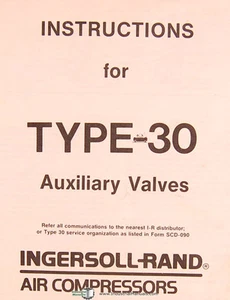 INSTRUCTIONS
for
TYPE-30
Auxiliary Valves
Refer all communications to the nearest I-R distributor;
or Type 30 service organization as listed in Form SCD-090
INGERSOLL-RAND®
AIR COMPRESSORS